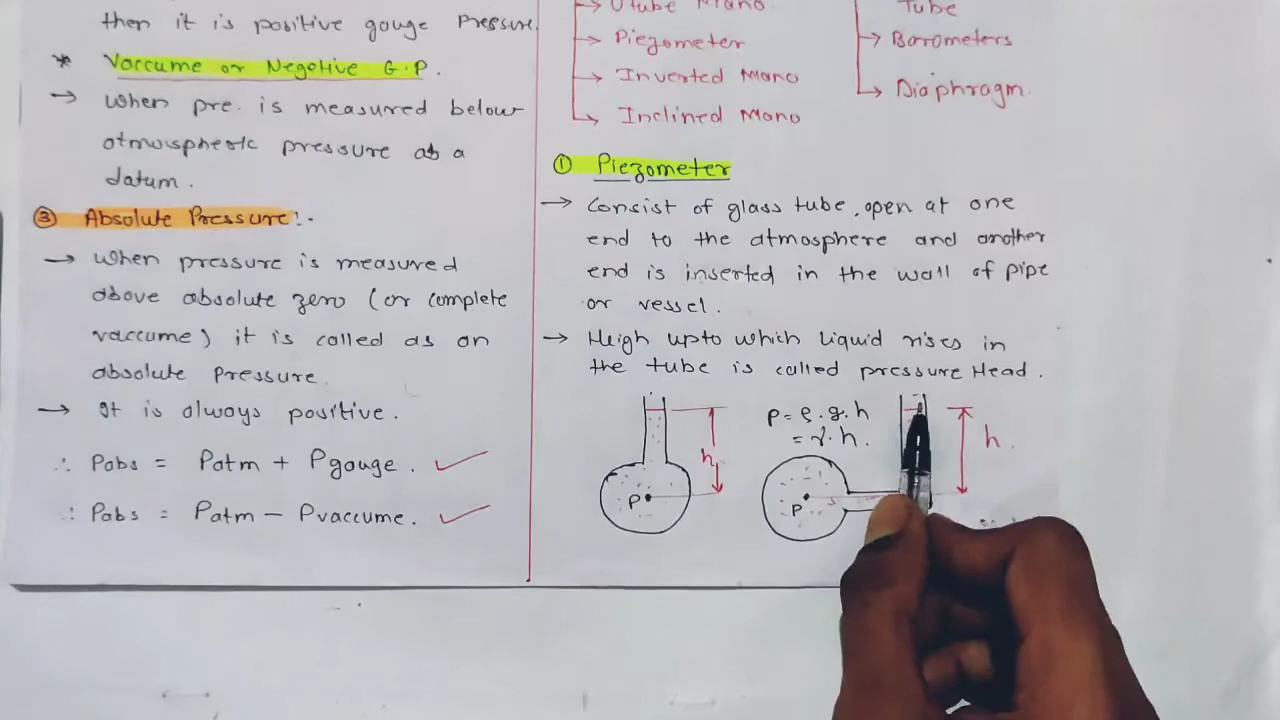 then it is positive gauge Pressure.
* Vaccume or Negative G.P.
→ When pre. is measured below
atmospheric pressure as a
datum.
③ Absolute Pressure:-
→ When pressure is measured
above absolute zero (or complete
vaccume) it is called as an
absolute Pressure.
→ It is always positive.
∴ Pabs = Patm + Pgauge.
∴ Pabs = Patm - Pvaccume.
→ Utube Mano.
→ Piezometer
→ Inverted Mano
→ Inclined Mano
Tube
→ Barometers
→ Diaphragm.
① Piezometer
→ Consist of glass tube, open at one
end to the atmosphere and another
end is inserted in the wall of pipe
or vessel.
→ Heigh upto which liquid rises in
the tube is called pressure Head.
h
P
P = ρ.g.h
= γ.h.
P
h.